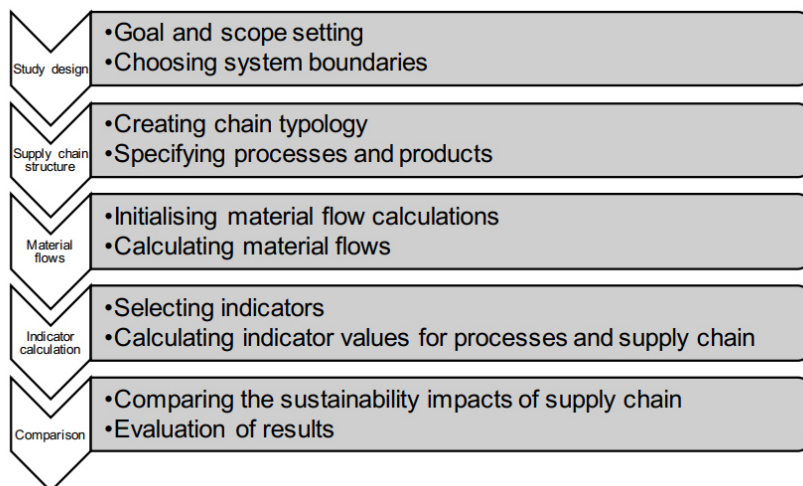 Study design
•Goal and scope setting
•Choosing system boundaries
Supply chain
structure
•Creating chain typology
•Specifying processes and products
Material
flows
•Initialising material flow calculations
•Calculating material flows
Indicator
calculation
•Selecting indicators
•Calculating indicator values for processes and supply chain
Comparison
•Comparing the sustainability impacts of supply chain
•Evaluation of results